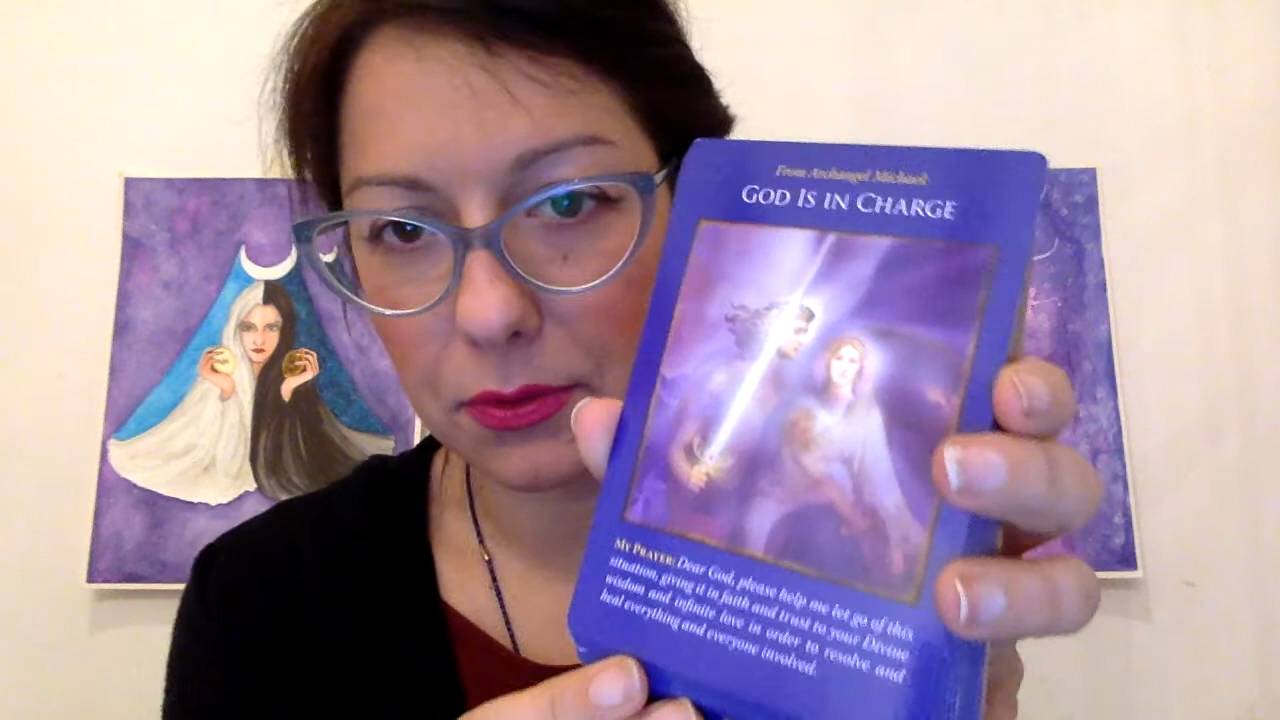 From Archangel Michael:
GOD IS IN CHARGE
MY PRAYER: Dear God, please help me let go of this
situation, giving it in faith and trust to your Divine
wisdom and infinite love in order to resolve and
heal everything and everyone involved.